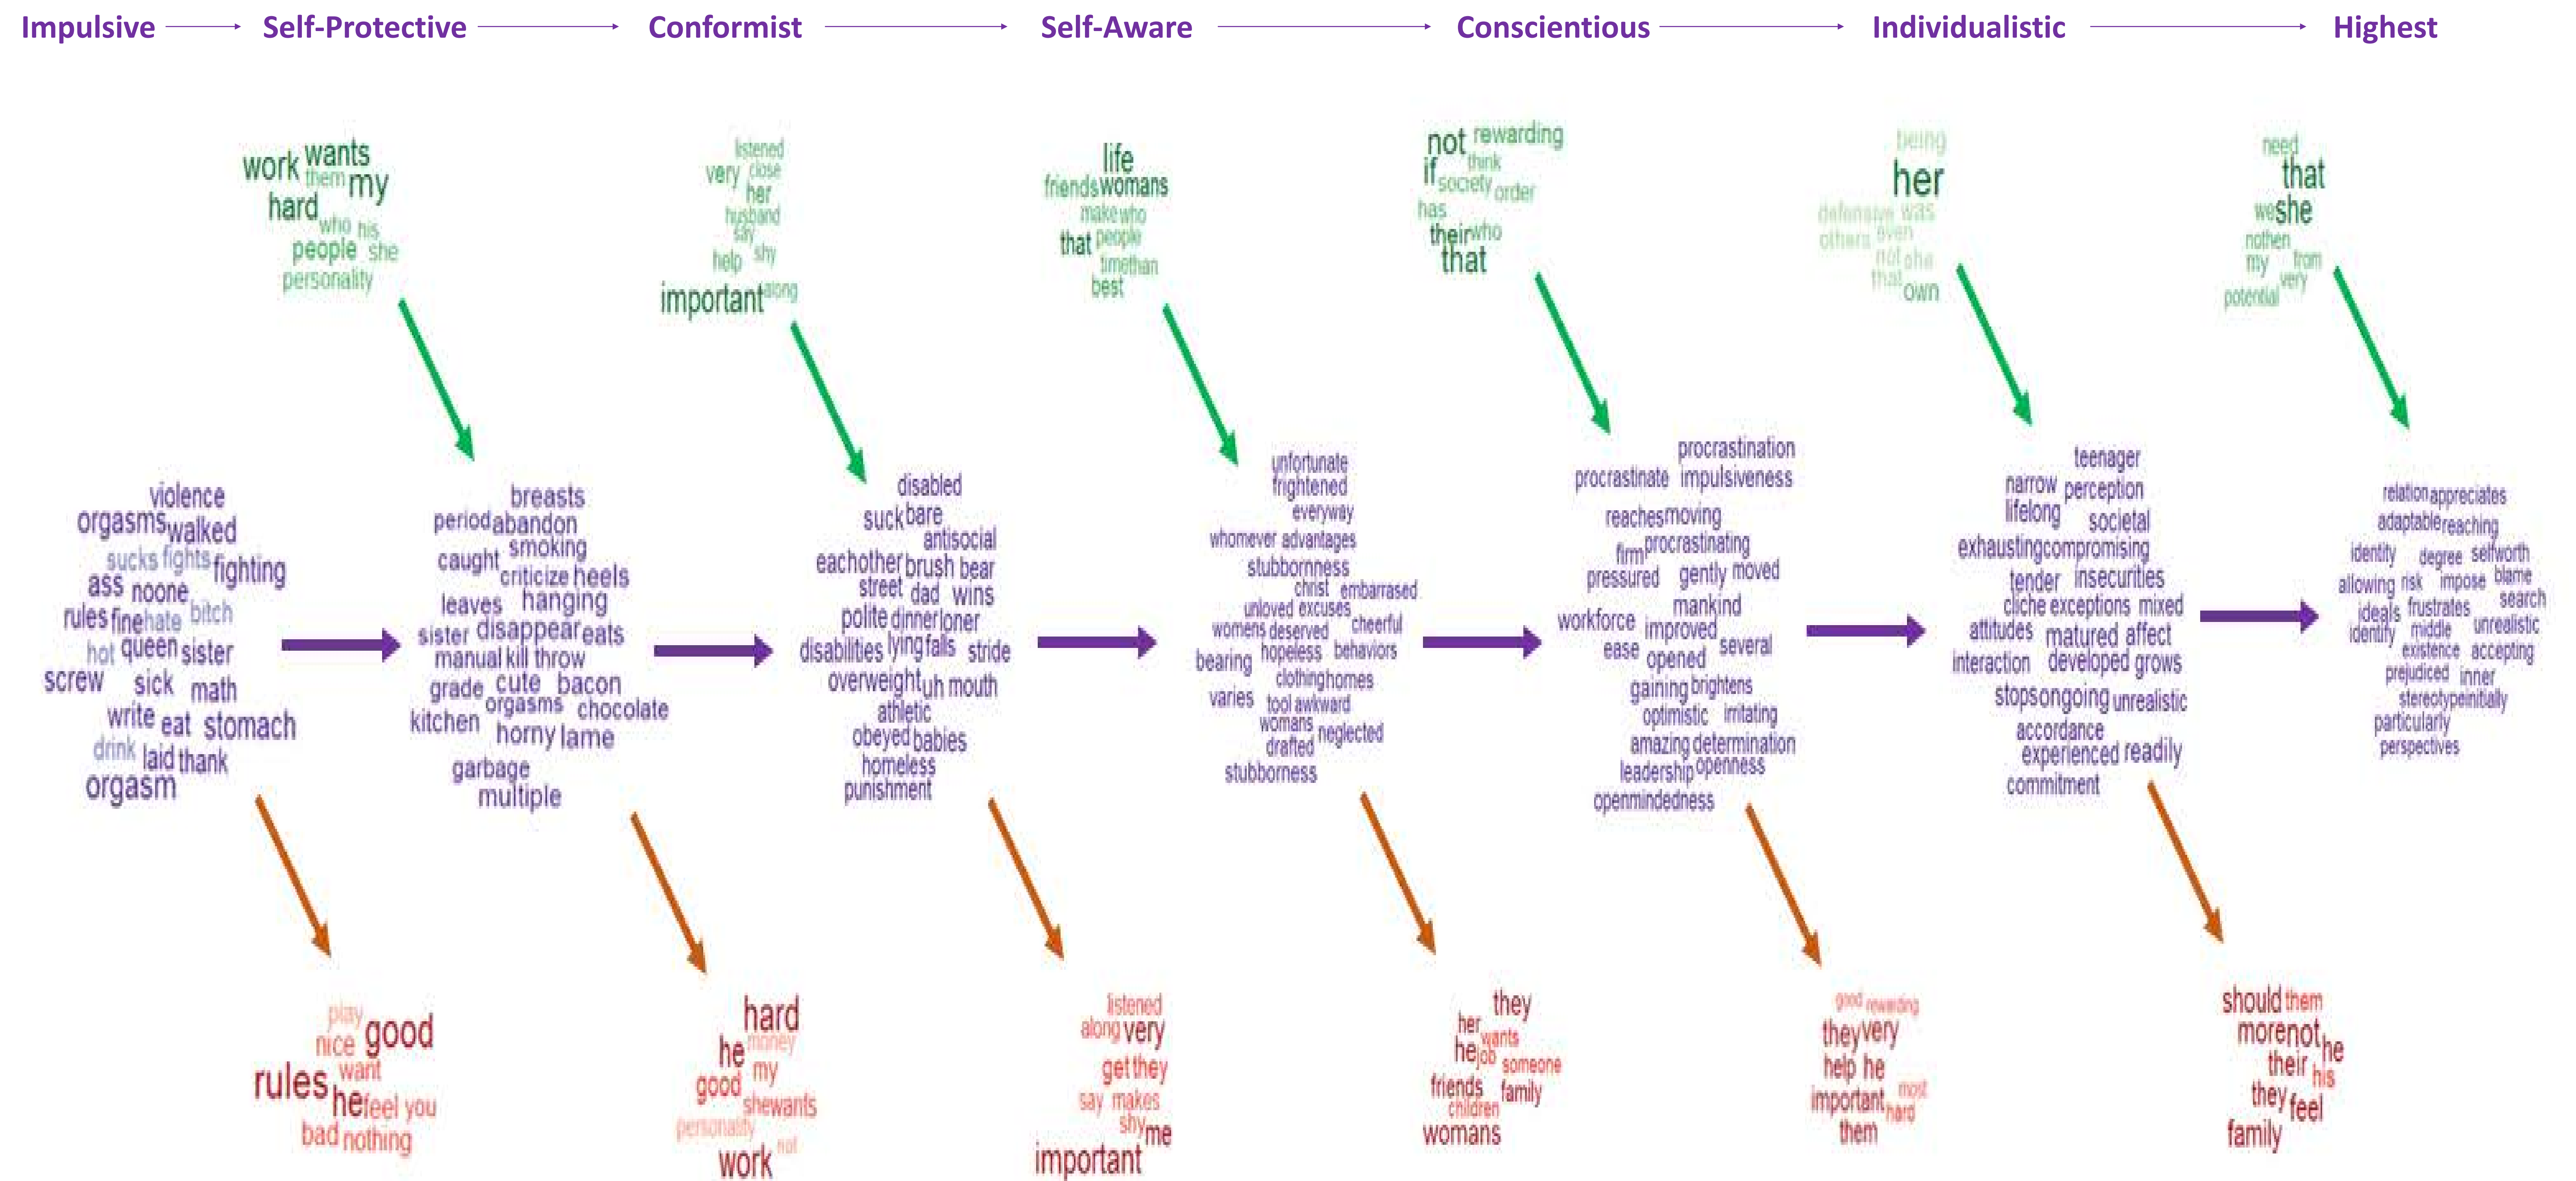 Impulsive Self-Protective Conformist Self-Aware Conscientious Individualistic Highest
work wants
them my
hard
who his
people she
personality
listened
very close
her
husband
say
help shy
important along
life
friends womans
make who
that people
time than
best
not rewarding
if think
society order
has
their who
that
being
her
defensive was
others even
not she
that
own
need
that
we she
not hen
my from
very
potential
violence
orgasms walked
sucks fights fighting
ass noone
rules fine hate bitch
hot queen sister
screw sick math
write eat stomach
drink laid thank
orgasm
breasts
period abandon
caught smoking
criticize heels
leaves hanging
sister disappear eats
manual kill throw
grade cute bacon
orgasms chocolate
kitchen horny lame
garbage
multiple
disabled
suck bare
antisocial
eachother brush bear
street dad wins
polite dinner loner
disabilities lying falls stride
overweight uh mouth
athletic
obeyed babies
homeless
punishment
unfortunate
frightened
everyway
whomever advantages
stubbornness
christ embarrased
unloved excuses
womens deserved cheerful
bearing hopeless behaviors
clothing homes
varies tool awkward
womans
drafted neglected
stubborness
procrastination
procrastinate impulsiveness
reaches moving
firm procrastinating
pressured gently moved
mankind
workforce improved
ease opened several
gaining brightens
optimistic irritating
amazing determination
leadership openness
openmindedness
teenager
narrow perception
lifelong societal
exhausting compromising
tender insecurities
cliche exceptions mixed
attitudes matured affect
interaction developed grows
stops ongoing unrealistic
accordance
experienced readily
commitment
relation appreciates
adaptable reaching
identity degree selfworth
allowing risk impose blame
ideals frustrates search
identify middle unrealistic
existence accepting
prejudiced inner
stereotype initially
particularly
perspectives
play good
nice
want
rules
he feel you
bad nothing
hard
he money
my
good
she wants
personality
not
work
listened
along very
get they
say makes
shy me
important
they
her wants
he job someone
friends family
children
womans
good rewarding
they very
help he
important most
hard
them
should them
more not he
their his
they feel
family